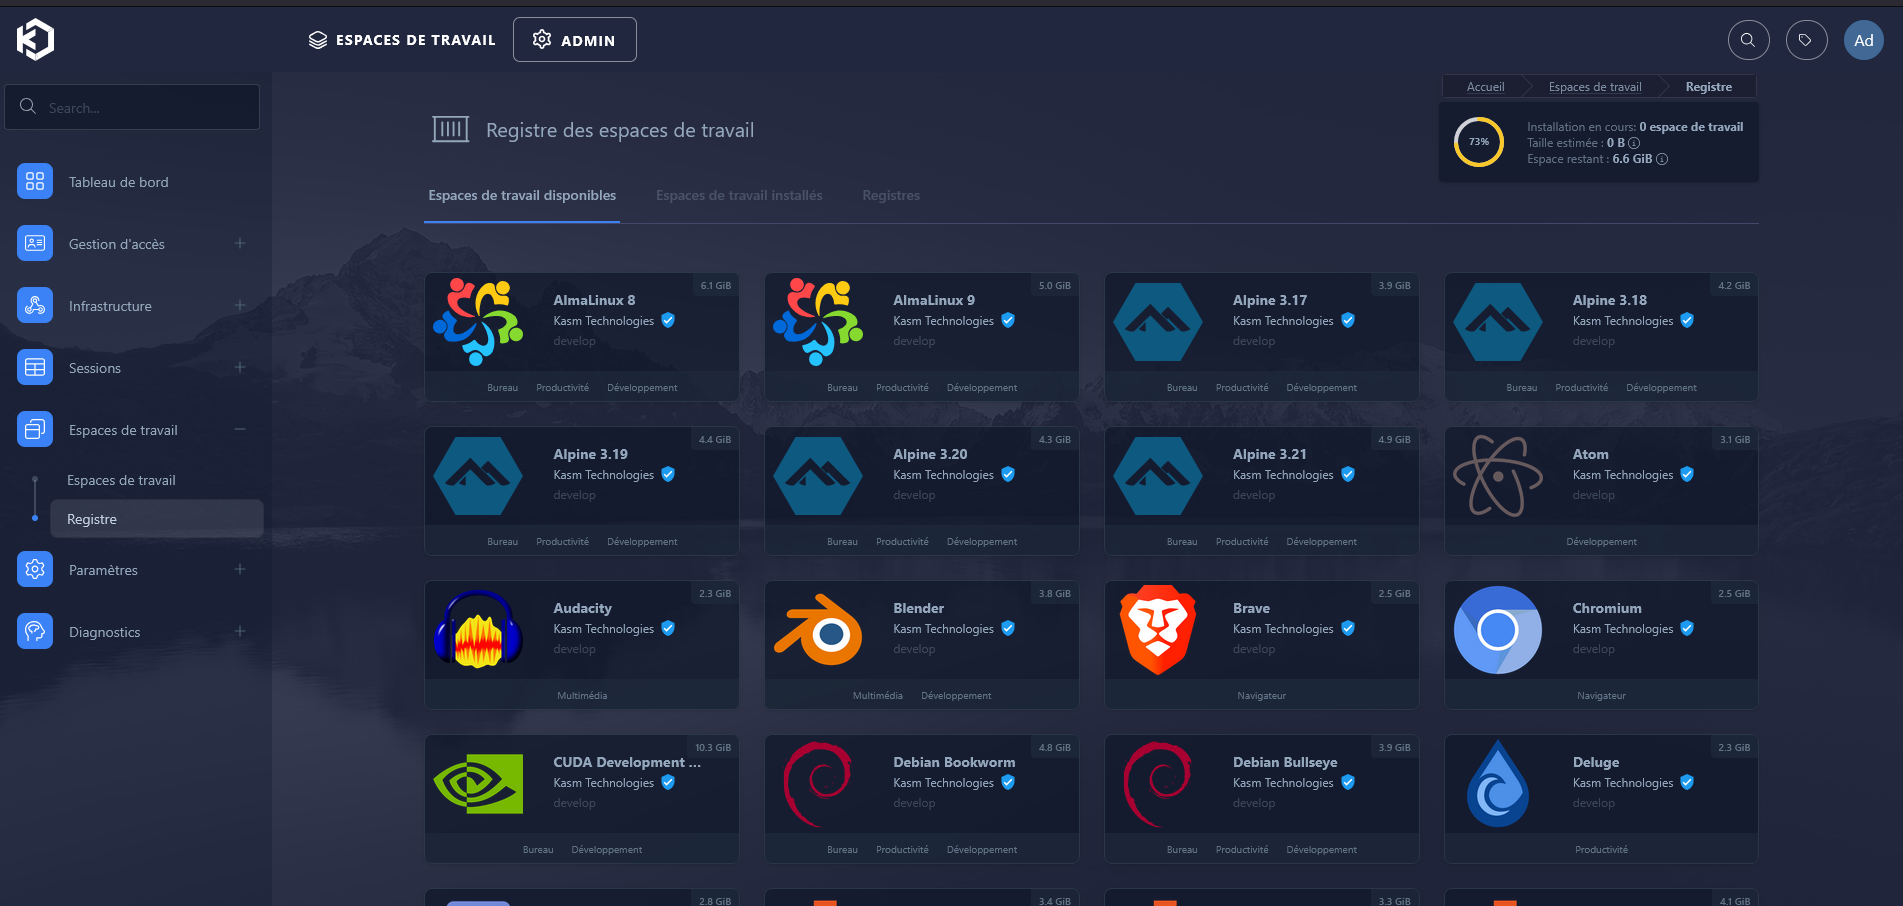 ESPACES DE TRAVAIL
ADMIN
Ad
Search...
Tableau de bord
Gestion d'accès
Infrastructure
Sessions
Espaces de travail
Espaces de travail
Registre
Paramètres
Diagnostics
Accueil
Espaces de travail
Registre
Registre des espaces de travail
73%
Installation en cours: 0 espace de travail
Taille estimée : 0 B
Espace restant : 6.6 GiB
Espaces de travail disponibles
Espaces de travail installés
Registres
6.1 GiB
AlmaLinux 8
Kasm Technologies
develop
Bureau Productivité Développement
5.0 GiB
AlmaLinux 9
Kasm Technologies
develop
Bureau Productivité Développement
3.9 GiB
Alpine 3.17
Kasm Technologies
develop
Bureau Productivité Développement
4.2 GiB
Alpine 3.18
Kasm Technologies
develop
Bureau Productivité Développement
4.4 GiB
Alpine 3.19
Kasm Technologies
develop
Bureau Productivité Développement
4.3 GiB
Alpine 3.20
Kasm Technologies
develop
Bureau Productivité Développement
4.9 GiB
Alpine 3.21
Kasm Technologies
develop
Bureau Productivité Développement
3.1 GiB
Atom
Kasm Technologies
develop
Développement
2.3 GiB
Audacity
Kasm Technologies
develop
Multimédia
3.8 GiB
Blender
Kasm Technologies
develop
Multimédia Développement
2.5 GiB
Brave
Kasm Technologies
develop
Navigateur
2.5 GiB
Chromium
Kasm Technologies
develop
Navigateur
10.3 GiB
CUDA Development ...
Kasm Technologies
develop
Bureau Développement
4.8 GiB
Debian Bookworm
Kasm Technologies
develop
Bureau Productivité Développement
3.9 GiB
Debian Bullseye
Kasm Technologies
develop
Bureau Productivité Développement
2.3 GiB
Deluge
Kasm Technologies
develop
Productivité
2.8 GiB
3.4 GiB
3.3 GiB
4.1 GiB